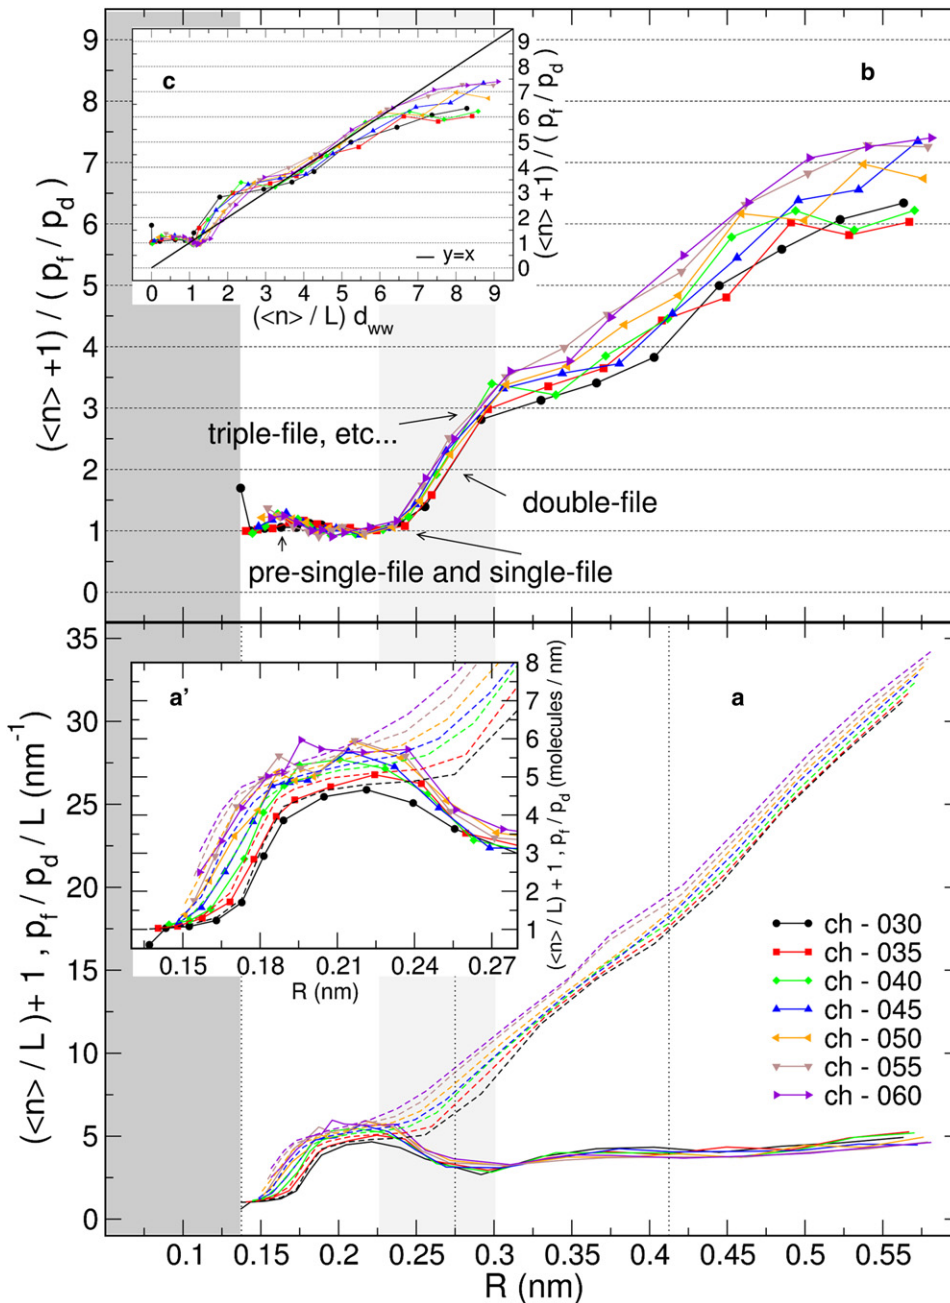 9
8
7
6
5
4
3
2
1
0
(<n> +1) / ( p_f / p_d)
c
9
8
7
6
5
4
3
2
1
0
(<n> +1) / ( p_f / p_d)
y=x
0 1 2 3 4 5 6 7 8 9
(<n> / L) d_ww
b
triple-file, etc...
double-file
pre-single-file and single-file
35
30
25
20
15
10
5
0
(<n> / L ) + 1 , p_f / p_d / L (nm^-1)
a'
8
7
6
5
4
3
2
1
(<n> / L) + 1 , p_f / p_d (molecules / nm)
0.15 0.18 0.21 0.24 0.27
R (nm)
a
ch - 030
ch - 035
ch - 040
ch - 045
ch - 050
ch - 055
ch - 060
0.1 0.15 0.2 0.25 0.3 0.35 0.4 0.45 0.5 0.55
R (nm)